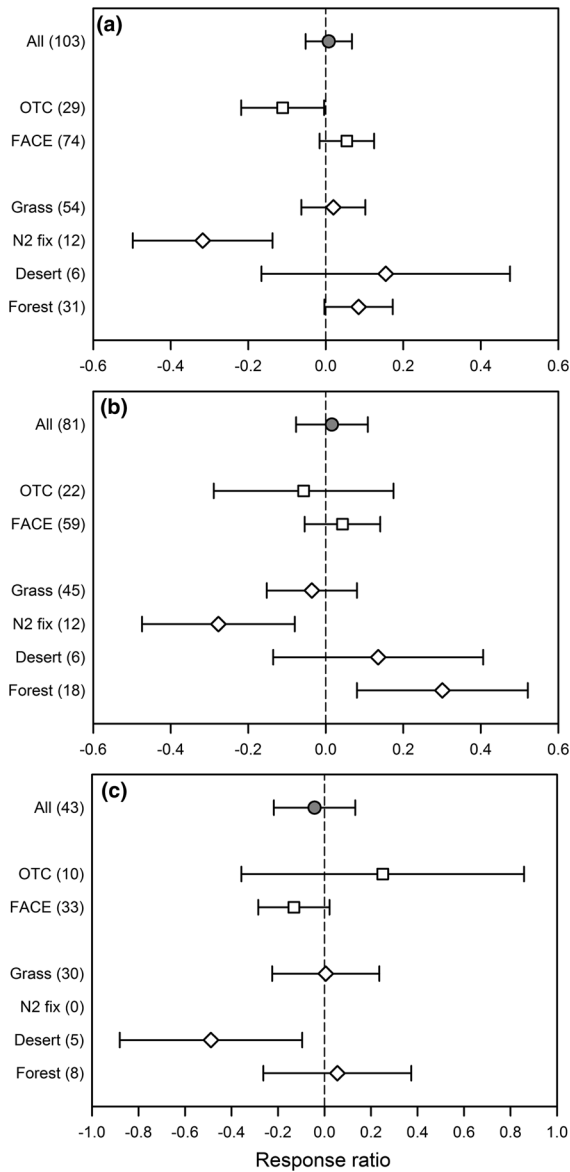 (a)
All (103)
OTC (29)
FACE (74)
Grass (54)
N2 fix (12)
Desert (6)
Forest (31)
-0.6 -0.4 -0.2 0.0 0.2 0.4 0.6
(b)
All (81)
OTC (22)
FACE (59)
Grass (45)
N2 fix (12)
Desert (6)
Forest (18)
-0.6 -0.4 -0.2 0.0 0.2 0.4 0.6
(c)
All (43)
OTC (10)
FACE (33)
Grass (30)
N2 fix (0)
Desert (5)
Forest (8)
-1.0 -0.8 -0.6 -0.4 -0.2 0.0 0.2 0.4 0.6 0.8 1.0
Response ratio